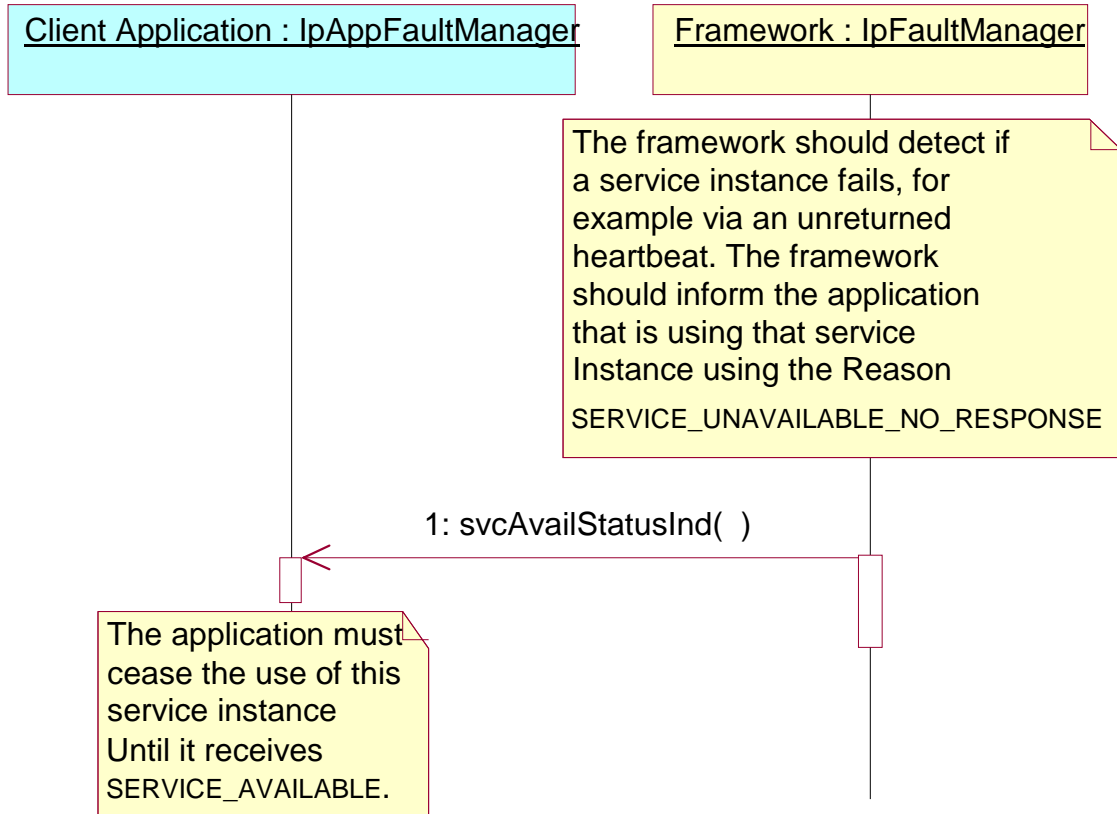 Client Application : IpAppFaultManager
Framework : IpFaultManager
The framework should detect if
a service instance fails, for
example via an unreturned
heartbeat. The framework
should inform the application
that is using that service
Instance using the Reason
SERVICE_UNAVAILABLE_NO_RESPONSE
1: svcAvailStatusInd( )
The application must
cease the use of this
service instance
Until it receives
SERVICE_AVAILABLE.